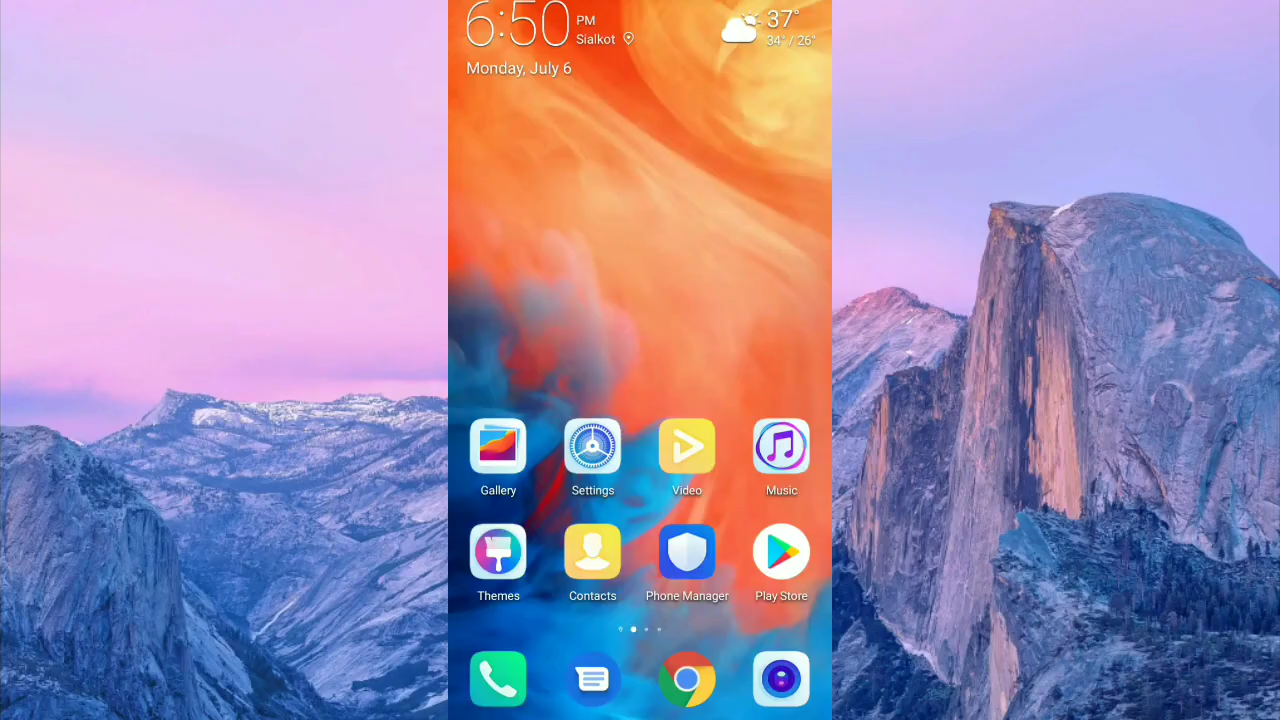 6:50 PM
Sialkot
37°
34° / 26°
Monday, July 6
Gallery
Settings
Video
Music
Themes
Contacts
Phone Manager
Play Store